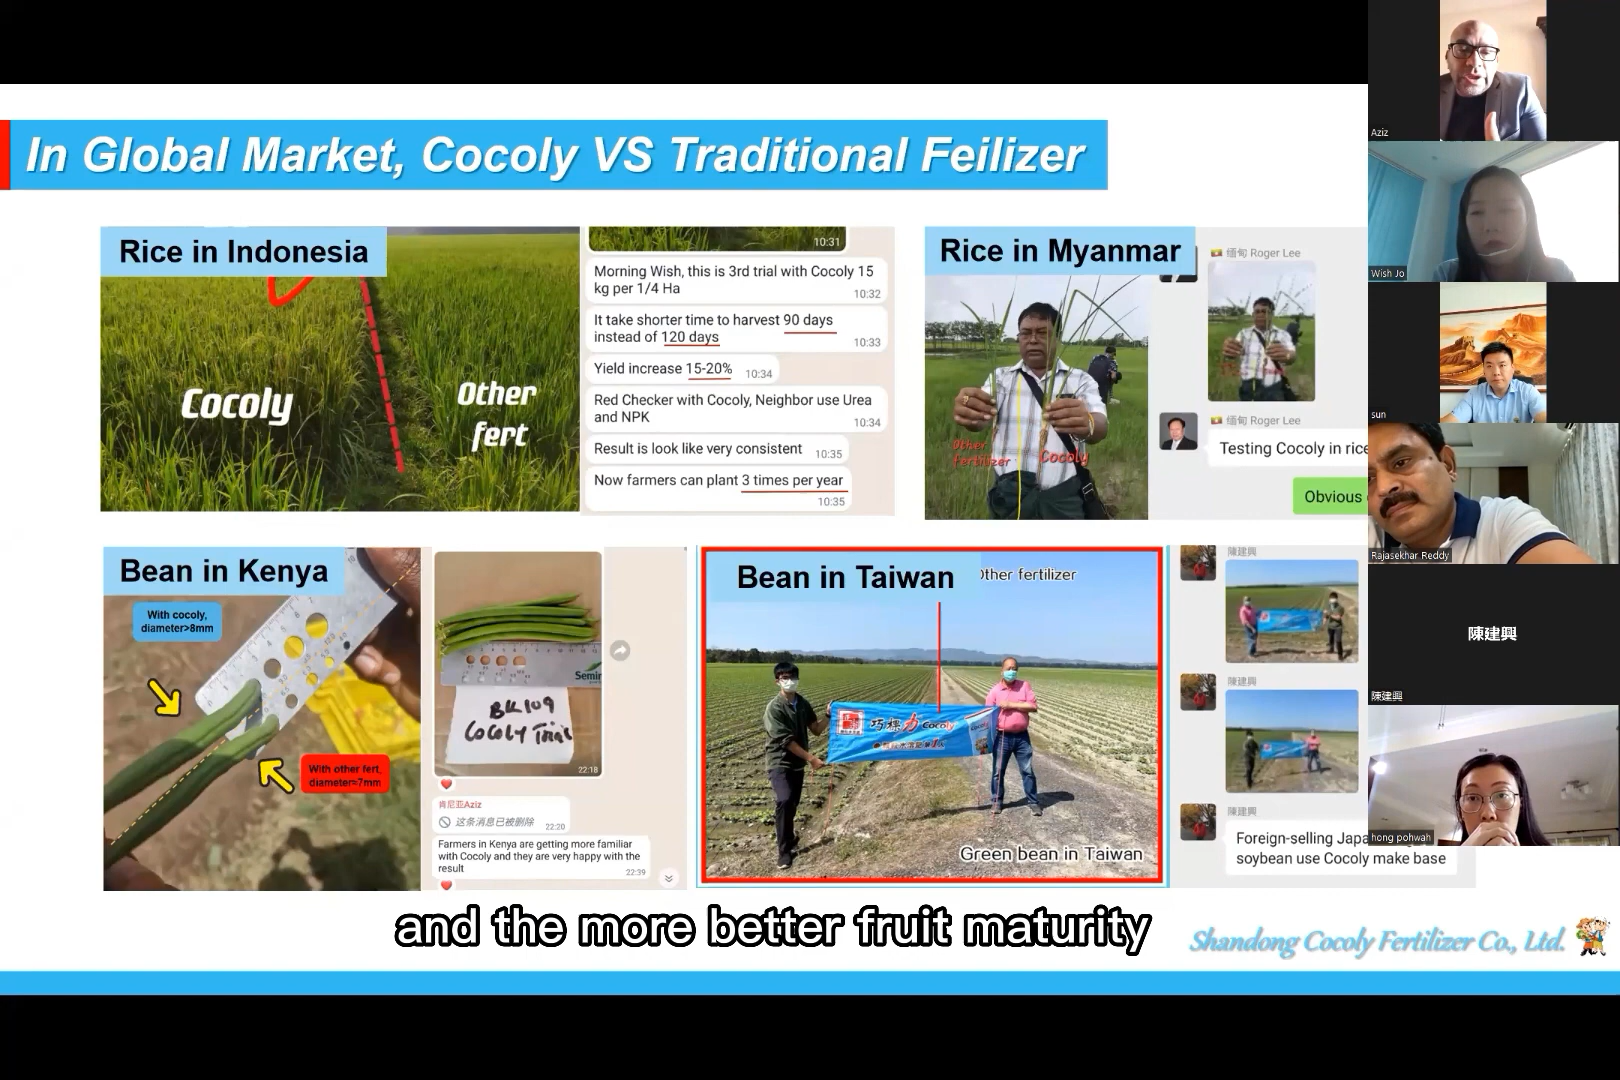 In Global Market, Cocoly VS Traditional Feilizer
Rice in Indonesia
Cocoly
Other
fert
10:31
Morning Wish, this is 3rd trial with Cocoly 15
kg per 1/4 Ha
10:32
It take shorter time to harvest 90 days
instead of 120 days
10:33
Yield increase 15-20%
10:34
Red Checker with Cocoly, Neighbor use Urea
and NPK
10:34
Result is look like very consistent
10:35
Now farmers can plant 3 times per year
10:35
Rice in Myanmar
Other
fertilizer
Cocoly
缅甸 Roger Lee
缅甸 Roger Lee
Testing Cocoly in rice
Obvious
Bean in Kenya
With cocoly,
diameter>8mm
With other fert,
diameter=7mm
BK109
Cocoly Trial
22:18
肯尼亚Aziz
这条消息已被删除
22:20
Farmers in Kenya are getting more familiar
with Cocoly and they are very happy with the
result
22:39
Bean in Taiwan
Other fertilizer
巧裡力 Cocoly
Green bean in Taiwan
陳建興
陳建興
陳建興
Foreign-selling Japa
soybean use Cocoly make base
and the more better fruit maturity
Shandong Cocoly Fertilizer Co., Ltd.
Aziz
Wish Jo
sun
Rajasekhar Reddy
陳建興
陳建興
hong pohwah